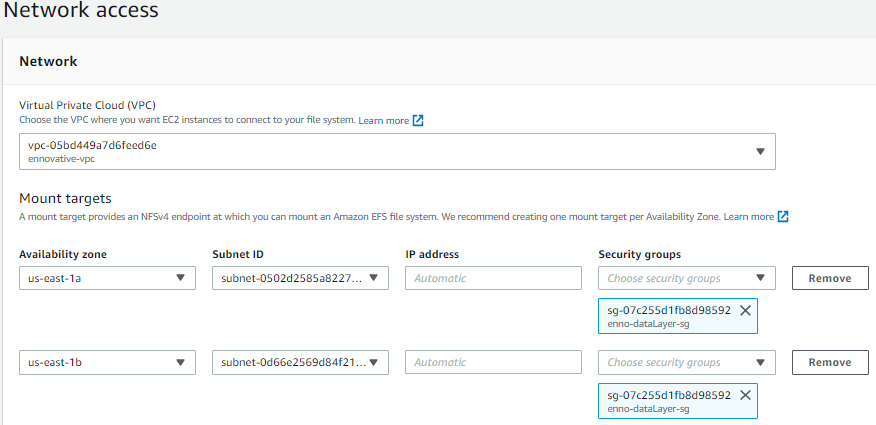 Network access
Network
Virtual Private Cloud (VPC)
Choose the VPC where you want EC2 instances to connect to your file system. Learn more
vpc-05bd449a7d6feed6e
ennovative-vpc
Mount targets
A mount target provides an NFSv4 endpoint at which you can mount an Amazon EFS file system. We recommend creating one mount target per Availability Zone. Learn more
Availability zone Subnet ID IP address Security groups
us-east-1a subnet-0502d2585a8227... Automatic Choose security groups Remove
sg-07c255d1fb8d98592
enno-dataLayer-sg
us-east-1b subnet-0d66e2569d84f21... Automatic Choose security groups Remove
sg-07c255d1fb8d98592
enno-dataLayer-sg